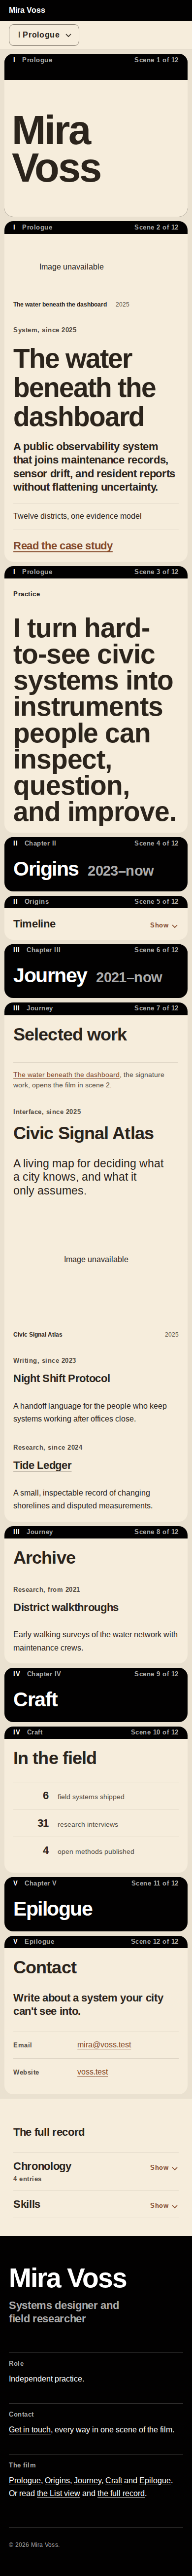 Mira Voss
I Prologue
I Prologue Scene 1 of 12
Mira
Voss
I Prologue Scene 2 of 12
Image unavailable
The water beneath the dashboard 2025
System, since 2025
The water
beneath the
dashboard
A public observability system
that joins maintenance records,
sensor drift, and resident reports
without flattening uncertainty.
Twelve districts, one evidence model
Read the case study
I Prologue Scene 3 of 12
Practice
I turn hard-
to-see civic
systems into
instruments
people can
inspect,
question,
and improve.
II Chapter II Scene 4 of 12
Origins 2023–now
II Origins Scene 5 of 12
Timeline Show
III Chapter III Scene 6 of 12
Journey 2021–now
III Journey Scene 7 of 12
Selected work
The water beneath the dashboard, the signature
work, opens the film in scene 2.
Interface, since 2025
Civic Signal Atlas
A living map for deciding what
a city knows, and what it
only assumes.
Image unavailable
Civic Signal Atlas 2025
Writing, since 2023
Night Shift Protocol
A handoff language for the people who keep
systems working after offices close.
Research, since 2024
Tide Ledger
A small, inspectable record of changing
shorelines and disputed measurements.
III Journey Scene 8 of 12
Archive
Research, from 2021
District walkthroughs
Early walking surveys of the water network with
maintenance crews.
IV Chapter IV Scene 9 of 12
Craft
IV Craft Scene 10 of 12
In the field
6 field systems shipped
31 research interviews
4 open methods published
V Chapter V Scene 11 of 12
Epilogue
V Epilogue Scene 12 of 12
Contact
Write about a system your city
can't see into.
Email mira@voss.test
Website voss.test
The full record
Chronology Show
4 entries
Skills Show
Mira Voss
Systems designer and
field researcher
Role
Independent practice.
Contact
Get in touch, every way in one scene of the film.
The film
Prologue, Origins, Journey, Craft and Epilogue.
Or read the List view and the full record.
© 2026 Mira Voss.